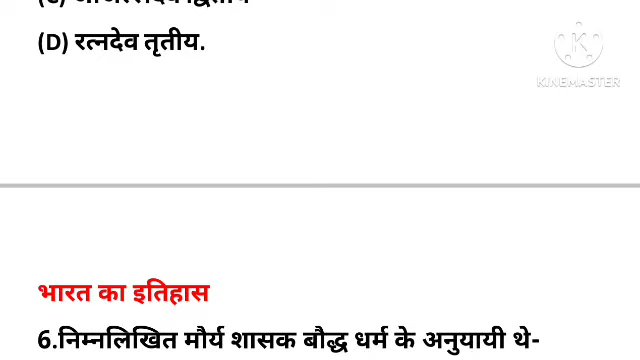 (D) रत्नदेव तृतीय.
KINEMASTER
भारत का इतिहास
6.निम्नलिखित मौर्य शासक बौद्ध धर्म के अनुयायी थे-